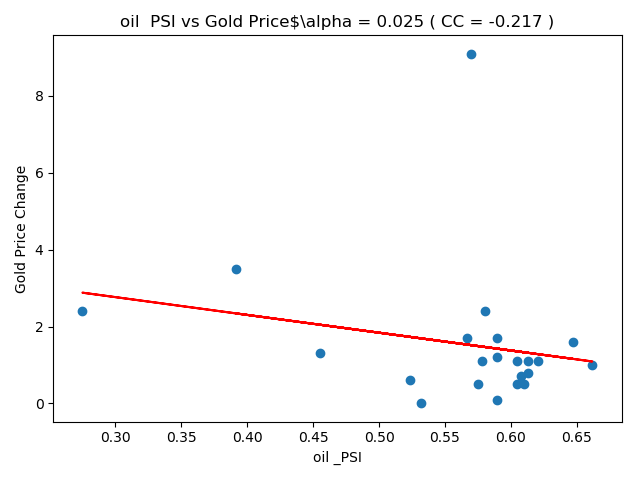 oil  PSI vs Gold Price$\alpha = 0.025 ( CC = -0.217 )
8
6
4
2
0
Gold Price Change
0.30 0.35 0.40 0.45 0.50 0.55 0.60 0.65
oil _PSI